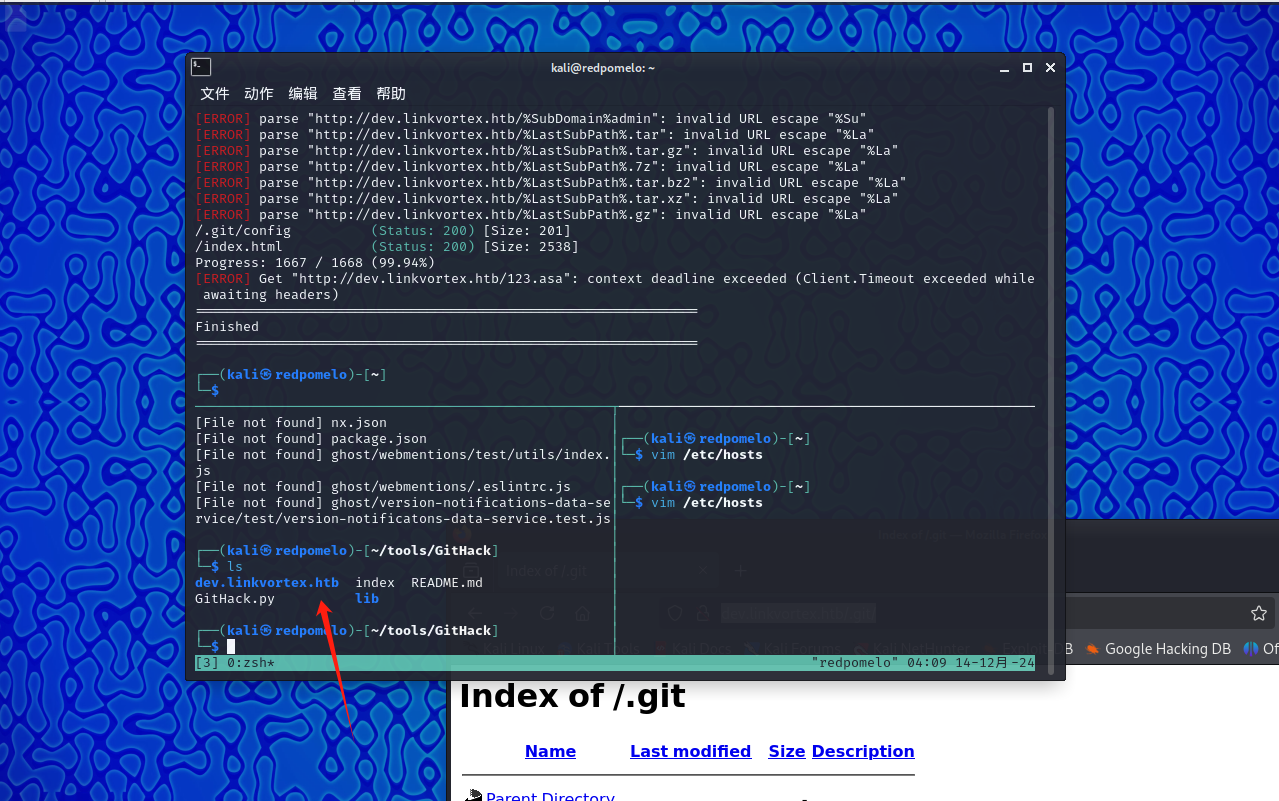 kali@redpomelo: ~
文件 动作 编辑 查看 帮助
[ERROR] parse "http://dev.linkvortex.htb/%SubDomain%admin": invalid URL escape "%Su"
[ERROR] parse "http://dev.linkvortex.htb/%LastSubPath%.tar": invalid URL escape "%La"
[ERROR] parse "http://dev.linkvortex.htb/%LastSubPath%.tar.gz": invalid URL escape "%La"
[ERROR] parse "http://dev.linkvortex.htb/%LastSubPath%.7z": invalid URL escape "%La"
[ERROR] parse "http://dev.linkvortex.htb/%LastSubPath%.tar.bz2": invalid URL escape "%La"
[ERROR] parse "http://dev.linkvortex.htb/%LastSubPath%.tar.xz": invalid URL escape "%La"
[ERROR] parse "http://dev.linkvortex.htb/%LastSubPath%.gz": invalid URL escape "%La"
/.git/config          (Status: 200) [Size: 201]
/index.html           (Status: 200) [Size: 2538]
Progress: 1667 / 1668 (99.94%)
[ERROR] Get "http://dev.linkvortex.htb/123.asa": context deadline exceeded (Client.Timeout exceeded while
awaiting headers)
Finished
┌──(kali㉿redpomelo)-[~]
└─$
[File not found] nx.json
[File not found] package.json
[File not found] ghost/webmentions/test/utils/index.
js
[File not found] ghost/webmentions/.eslintrc.js
[File not found] ghost/version-notifications-data-se
rvice/test/version-notificatons-data-service.test.js
┌──(kali㉿redpomelo)-[~/tools/GitHack]
└─$ ls
dev.linkvortex.htb  index  README.md
GitHack.py          lib
┌──(kali㉿redpomelo)-[~/tools/GitHack]
└─$
┌──(kali㉿redpomelo)-[~]
└─$ vim /etc/hosts
┌──(kali㉿redpomelo)-[~]
└─$ vim /etc/hosts
[3] 0:zsh* "redpomelo" 04:09 14-12月-24
Index of /.git
B Google Hacking DB Of
Index of /.git
Name Last modified Size Description
Parent Directory -